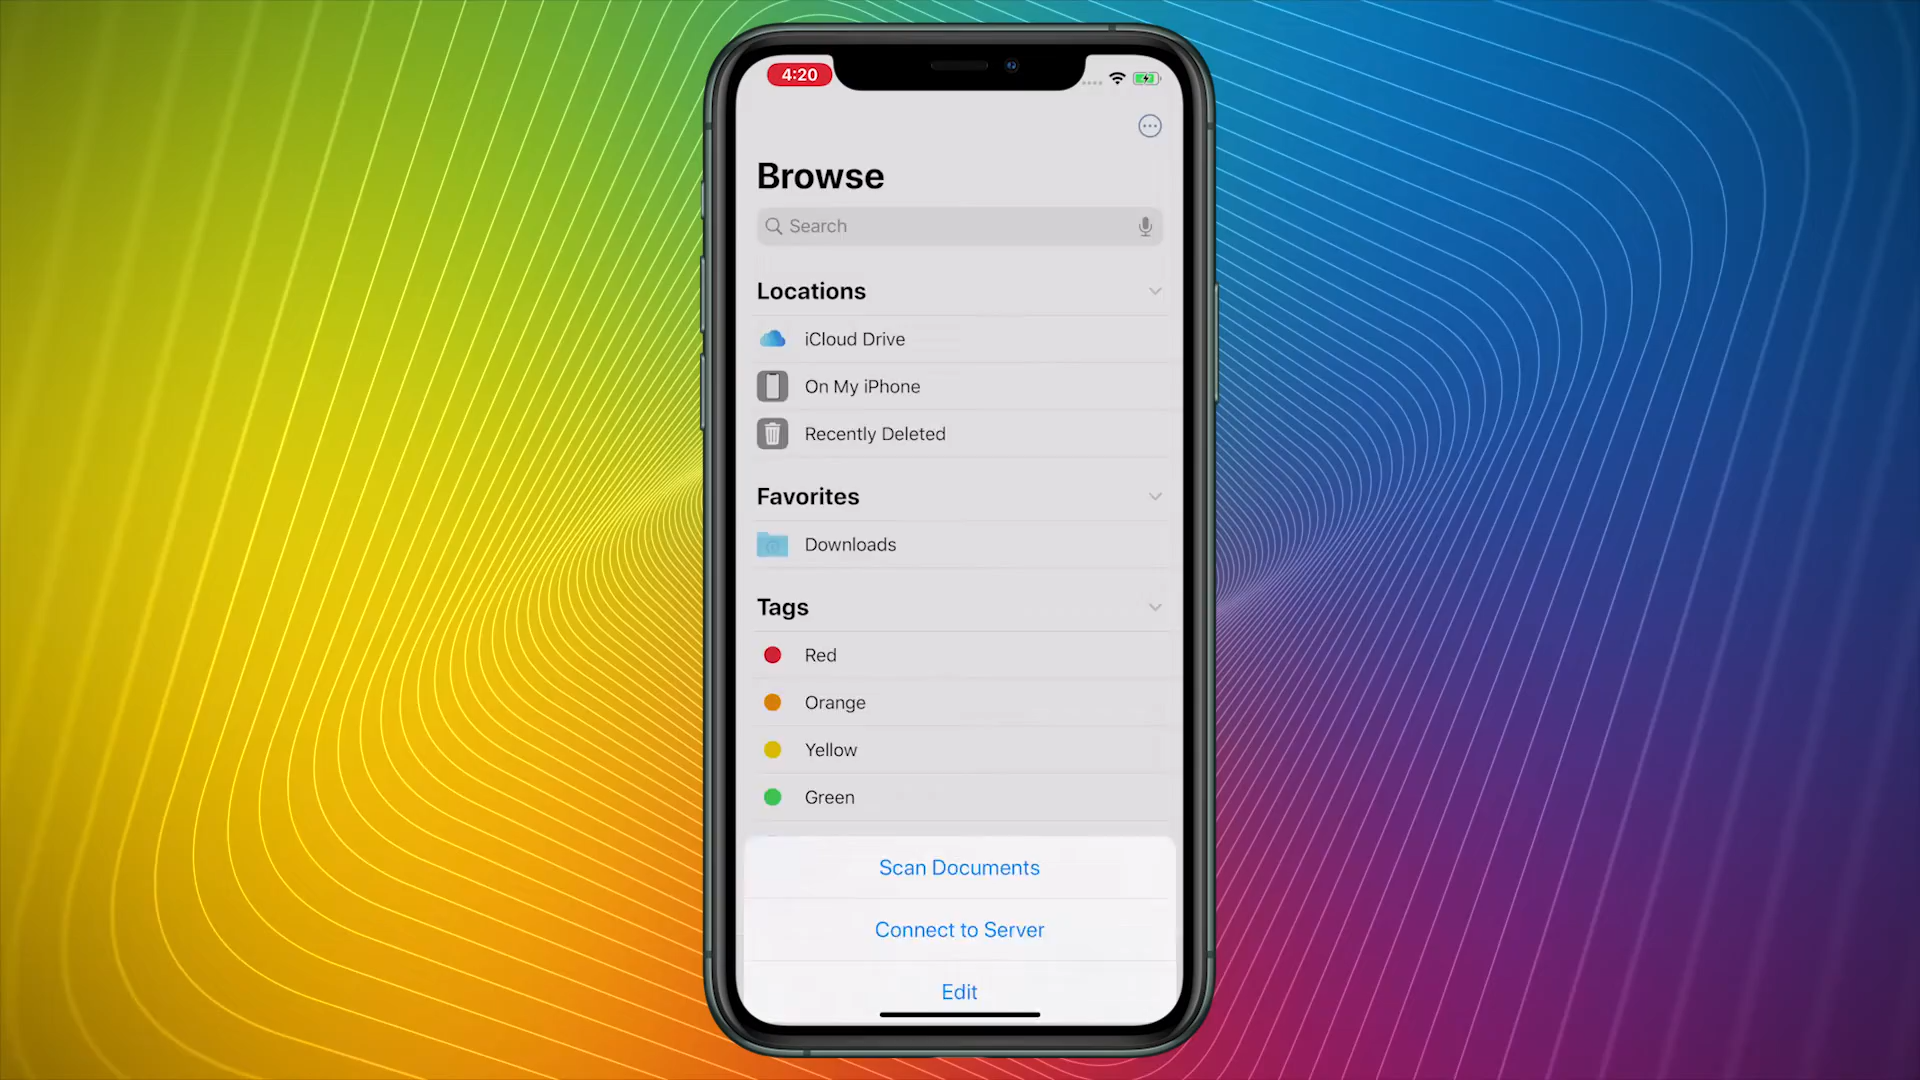 4:20
Browse
Search
Locations
iCloud Drive
On My iPhone
Recently Deleted
Favorites
Downloads
Tags
Red
Orange
Yellow
Green
Scan Documents
Connect to Server
Edit